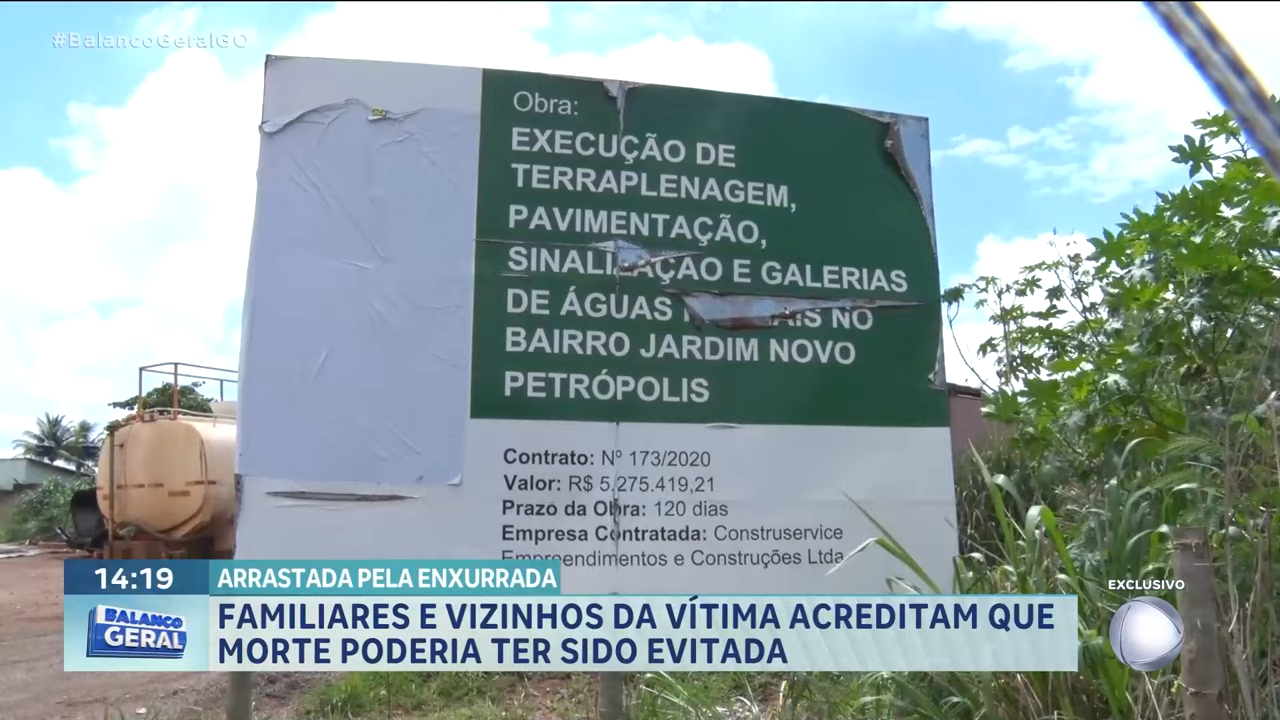 #BalancoGeralGO
Obra:
EXECUÇÃO DE
TERRAPLENAGEM,
PAVIMENTAÇÃO,
SINALIZAÇÃO E GALERIAS
DE ÁGUAS NO
BAIRRO JARDIM NOVO
PETRÓPOLIS
Contrato: Nº 173/2020
Valor: R$ 5.275.419,21
Prazo da Obra: 120 dias
Empresa Contratada: Construservice
Empreendimentos e Construções Ltda
14:19
ARRASTADA PELA ENXURRADA
EXCLUSIVO
BALANÇO
GERAL
FAMILIARES E VIZINHOS DA VÍTIMA ACREDITAM QUE
MORTE PODERIA TER SIDO EVITADA